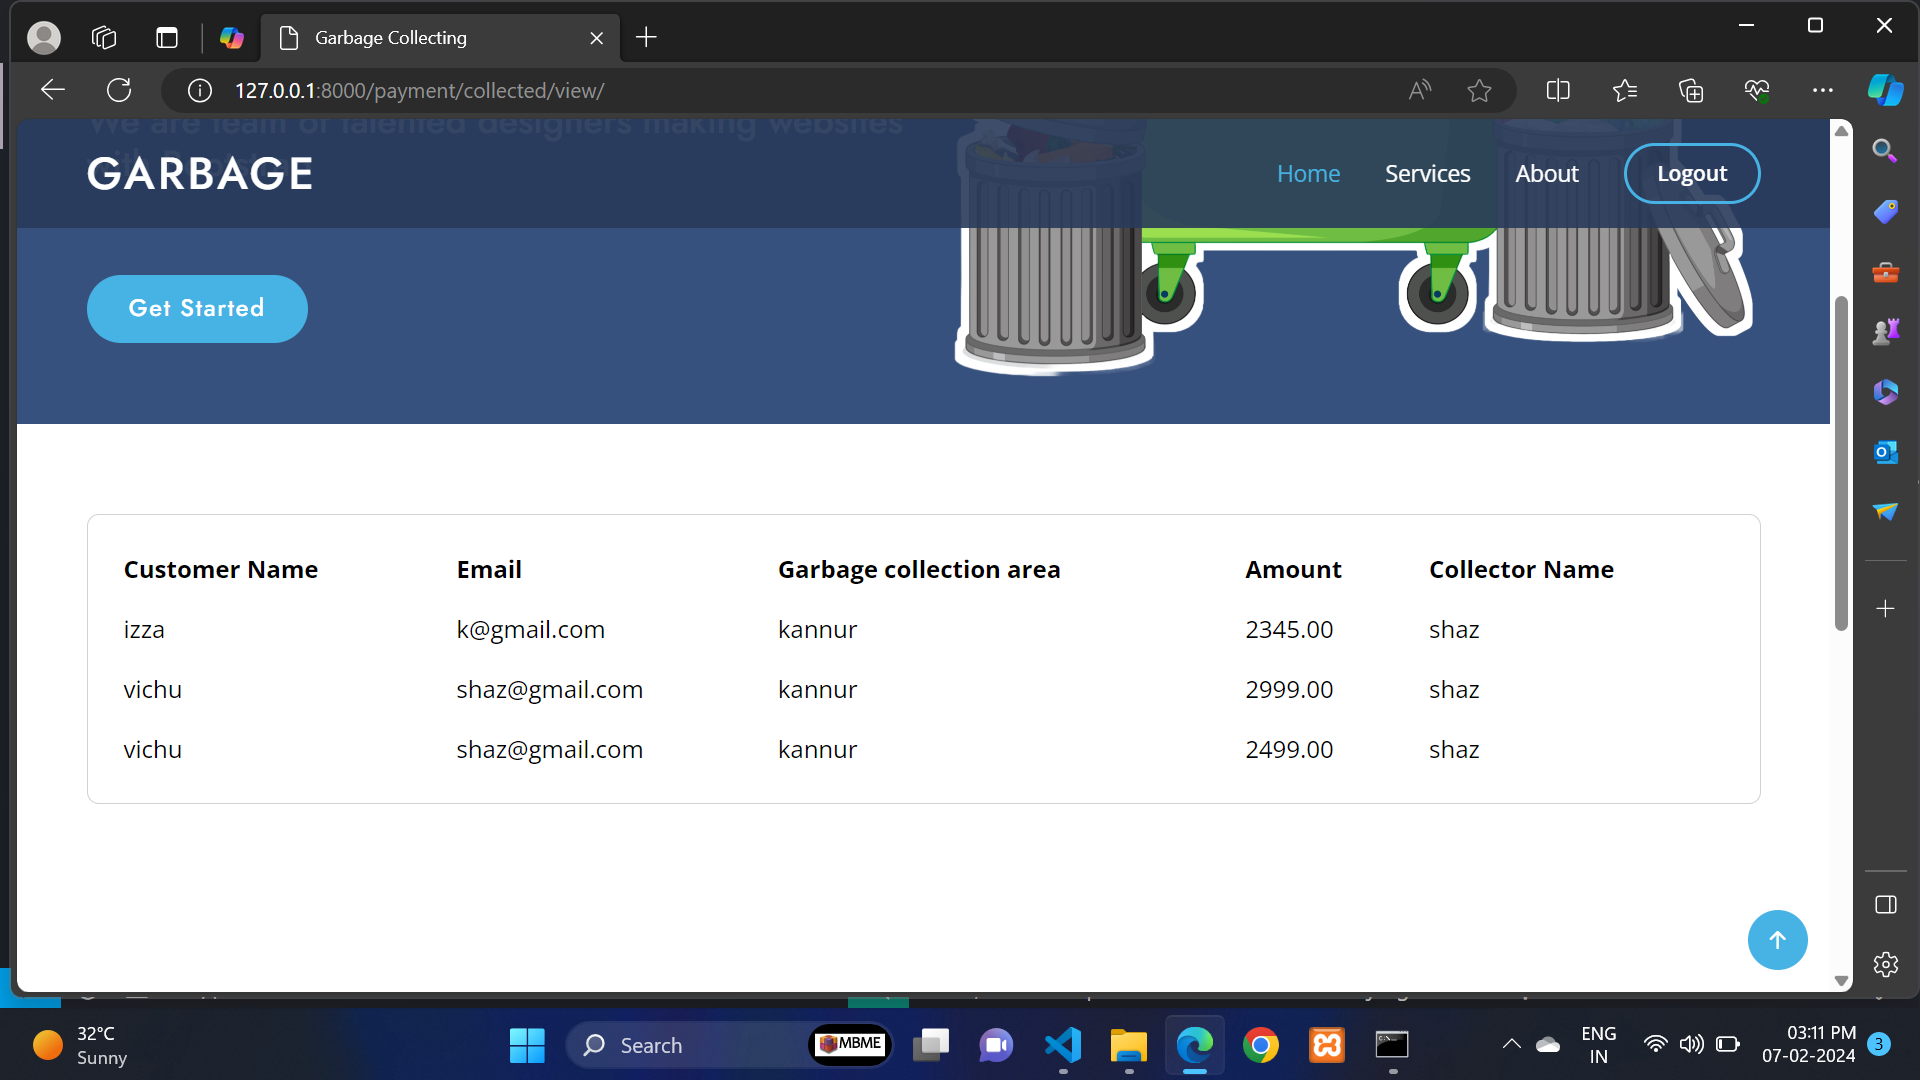 Garbage Collecting
127.0.0.1:8000/payment/collected/view/
We are team of talented designers making websites
GARBAGE
Home Services About Logout
Get Started
Customer Name Email Garbage collection area Amount Collector Name
izza k@gmail.com kannur 2345.00 shaz
vichu shaz@gmail.com kannur 2999.00 shaz
vichu shaz@gmail.com kannur 2499.00 shaz
32°C
Sunny
Search
MBME
ENG
IN
03:11 PM
07-02-2024
3